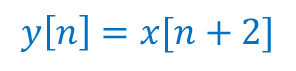 y[n] = x[n + 2]